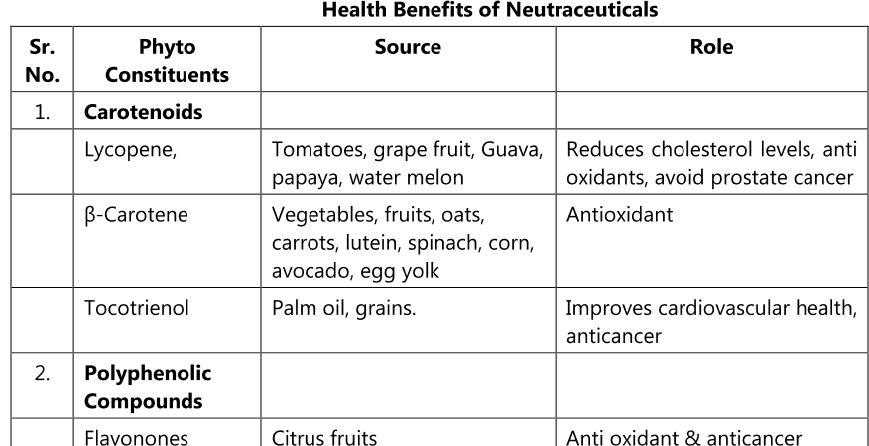 Health Benefits of Neutraceuticals
Sr. No. Phyto Constituents Source Role
1. Carotenoids
Lycopene, Tomatoes, grape fruit, Guava, papaya, water melon Reduces cholesterol levels, anti oxidants, avoid prostate cancer
β-Carotene Vegetables, fruits, oats, carrots, lutein, spinach, corn, avocado, egg yolk Antioxidant
Tocotrienol Palm oil, grains. Improves cardiovascular health, anticancer
2. Polyphenolic Compounds
Flavonones Citrus fruits Anti oxidant & anticancer